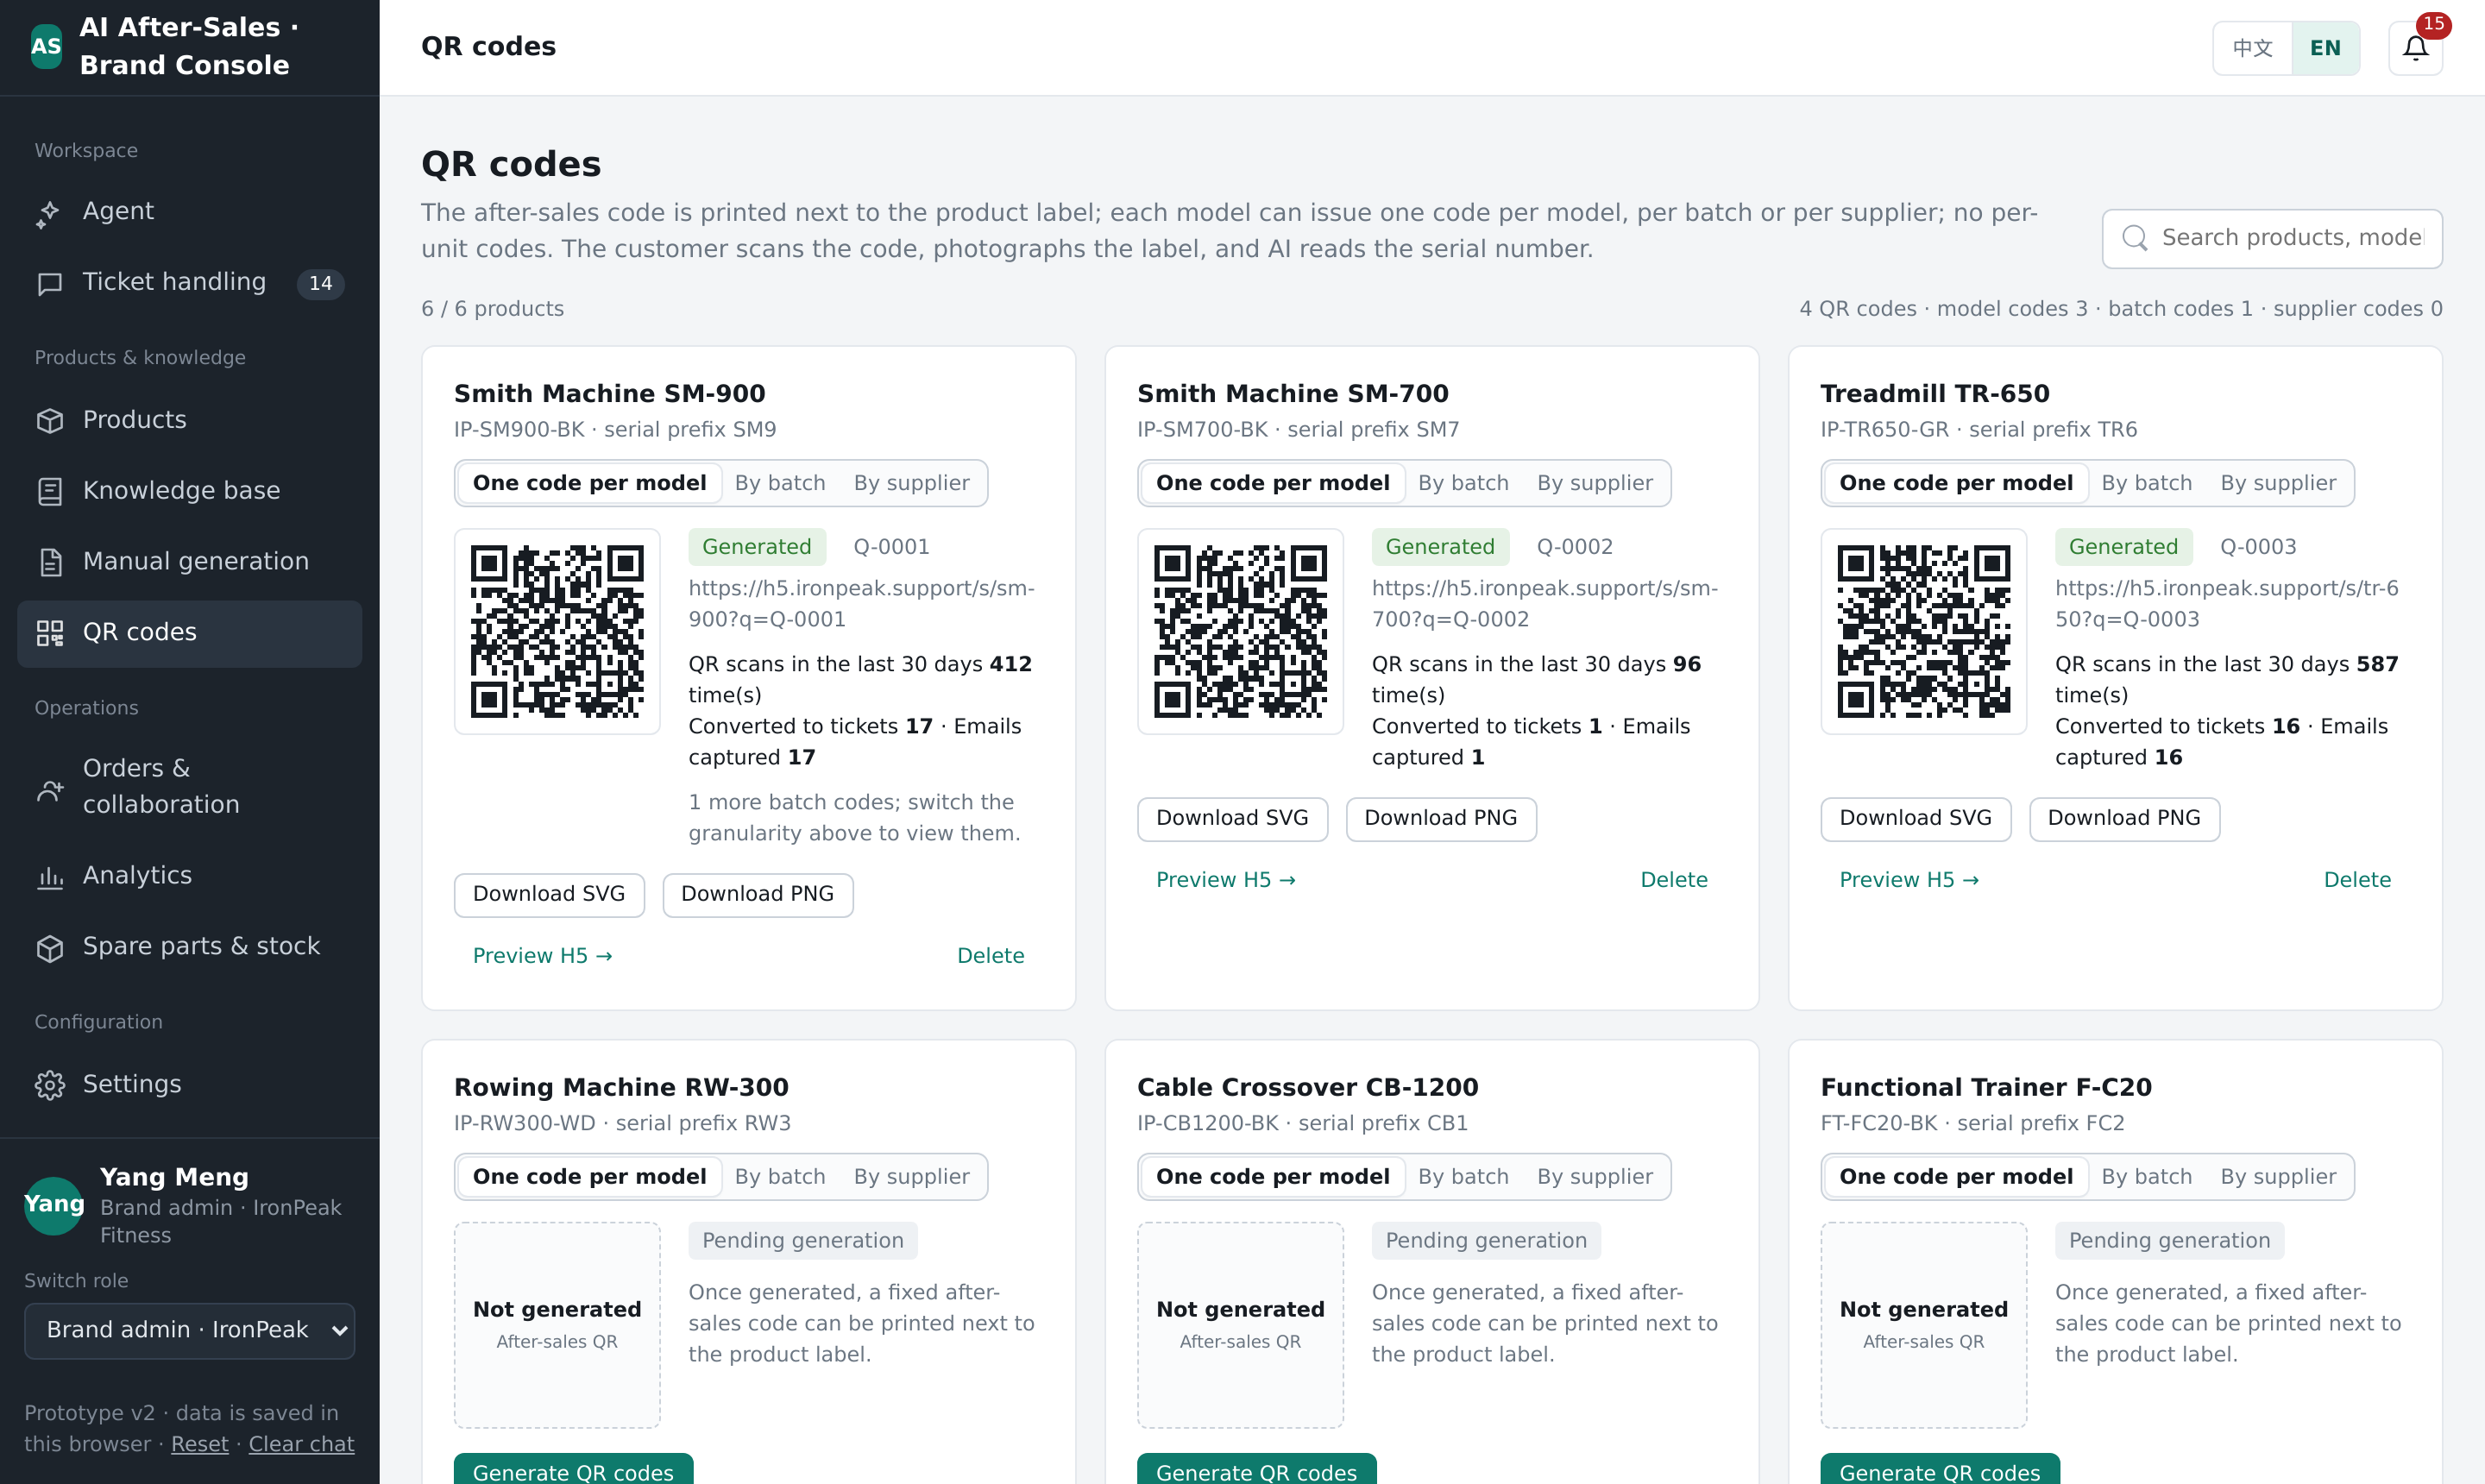 AS
AI After-Sales ·
Brand Console
Workspace
Agent
Ticket handling 14
Products & knowledge
Products
Knowledge base
Manual generation
QR codes
Operations
Orders &
collaboration
Analytics
Spare parts & stock
Configuration
Settings
Yang
Yang Meng
Brand admin · IronPeak
Fitness
Switch role
Brand admin · IronPeak
Prototype v2 · data is saved in
this browser · Reset · Clear chat
QR codes
中文 EN
15
QR codes
The after-sales code is printed next to the product label; each model can issue one code per model, per batch or per supplier; no per-
unit codes. The customer scans the code, photographs the label, and AI reads the serial number.
Search products, model
6 / 6 products
4 QR codes · model codes 3 · batch codes 1 · supplier codes 0
Smith Machine SM-900
IP-SM900-BK · serial prefix SM9
One code per model By batch By supplier
Generated Q-0001
https://h5.ironpeak.support/s/sm-
900?q=Q-0001
QR scans in the last 30 days 412
time(s)
Converted to tickets 17 · Emails
captured 17
1 more batch codes; switch the
granularity above to view them.
Download SVG Download PNG
Preview H5 → Delete
Smith Machine SM-700
IP-SM700-BK · serial prefix SM7
One code per model By batch By supplier
Generated Q-0002
https://h5.ironpeak.support/s/sm-
700?q=Q-0002
QR scans in the last 30 days 96
time(s)
Converted to tickets 1 · Emails
captured 1
Download SVG Download PNG
Preview H5 → Delete
Treadmill TR-650
IP-TR650-GR · serial prefix TR6
One code per model By batch By supplier
Generated Q-0003
https://h5.ironpeak.support/s/tr-6
50?q=Q-0003
QR scans in the last 30 days 587
time(s)
Converted to tickets 16 · Emails
captured 16
Download SVG Download PNG
Preview H5 → Delete
Rowing Machine RW-300
IP-RW300-WD · serial prefix RW3
One code per model By batch By supplier
Not generated
After-sales QR
Pending generation
Once generated, a fixed after-
sales code can be printed next to
the product label.
Generate QR codes
Cable Crossover CB-1200
IP-CB1200-BK · serial prefix CB1
One code per model By batch By supplier
Not generated
After-sales QR
Pending generation
Once generated, a fixed after-
sales code can be printed next to
the product label.
Generate QR codes
Functional Trainer F-C20
FT-FC20-BK · serial prefix FC2
One code per model By batch By supplier
Not generated
After-sales QR
Pending generation
Once generated, a fixed after-
sales code can be printed next to
the product label.
Generate QR codes